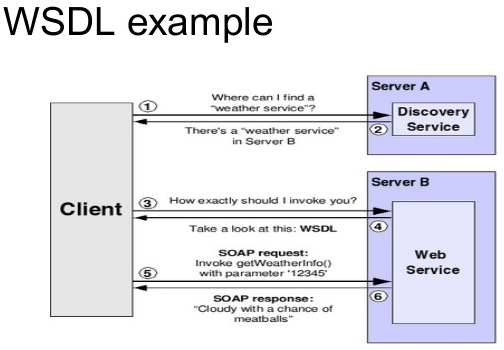 WSDL example
Server A
①
Where can I find a
"weather service"?
Discovery
Service
There's a "weather service"
in Server B
②
Client
Server B
③
How exactly should I invoke you?
Take a look at this: WSDL
④
Web
Service
SOAP request:
Invoke getWeatherInfo()
with parameter '12345'
⑤
SOAP response:
"Cloudy with a chance of
meatballs"
⑥